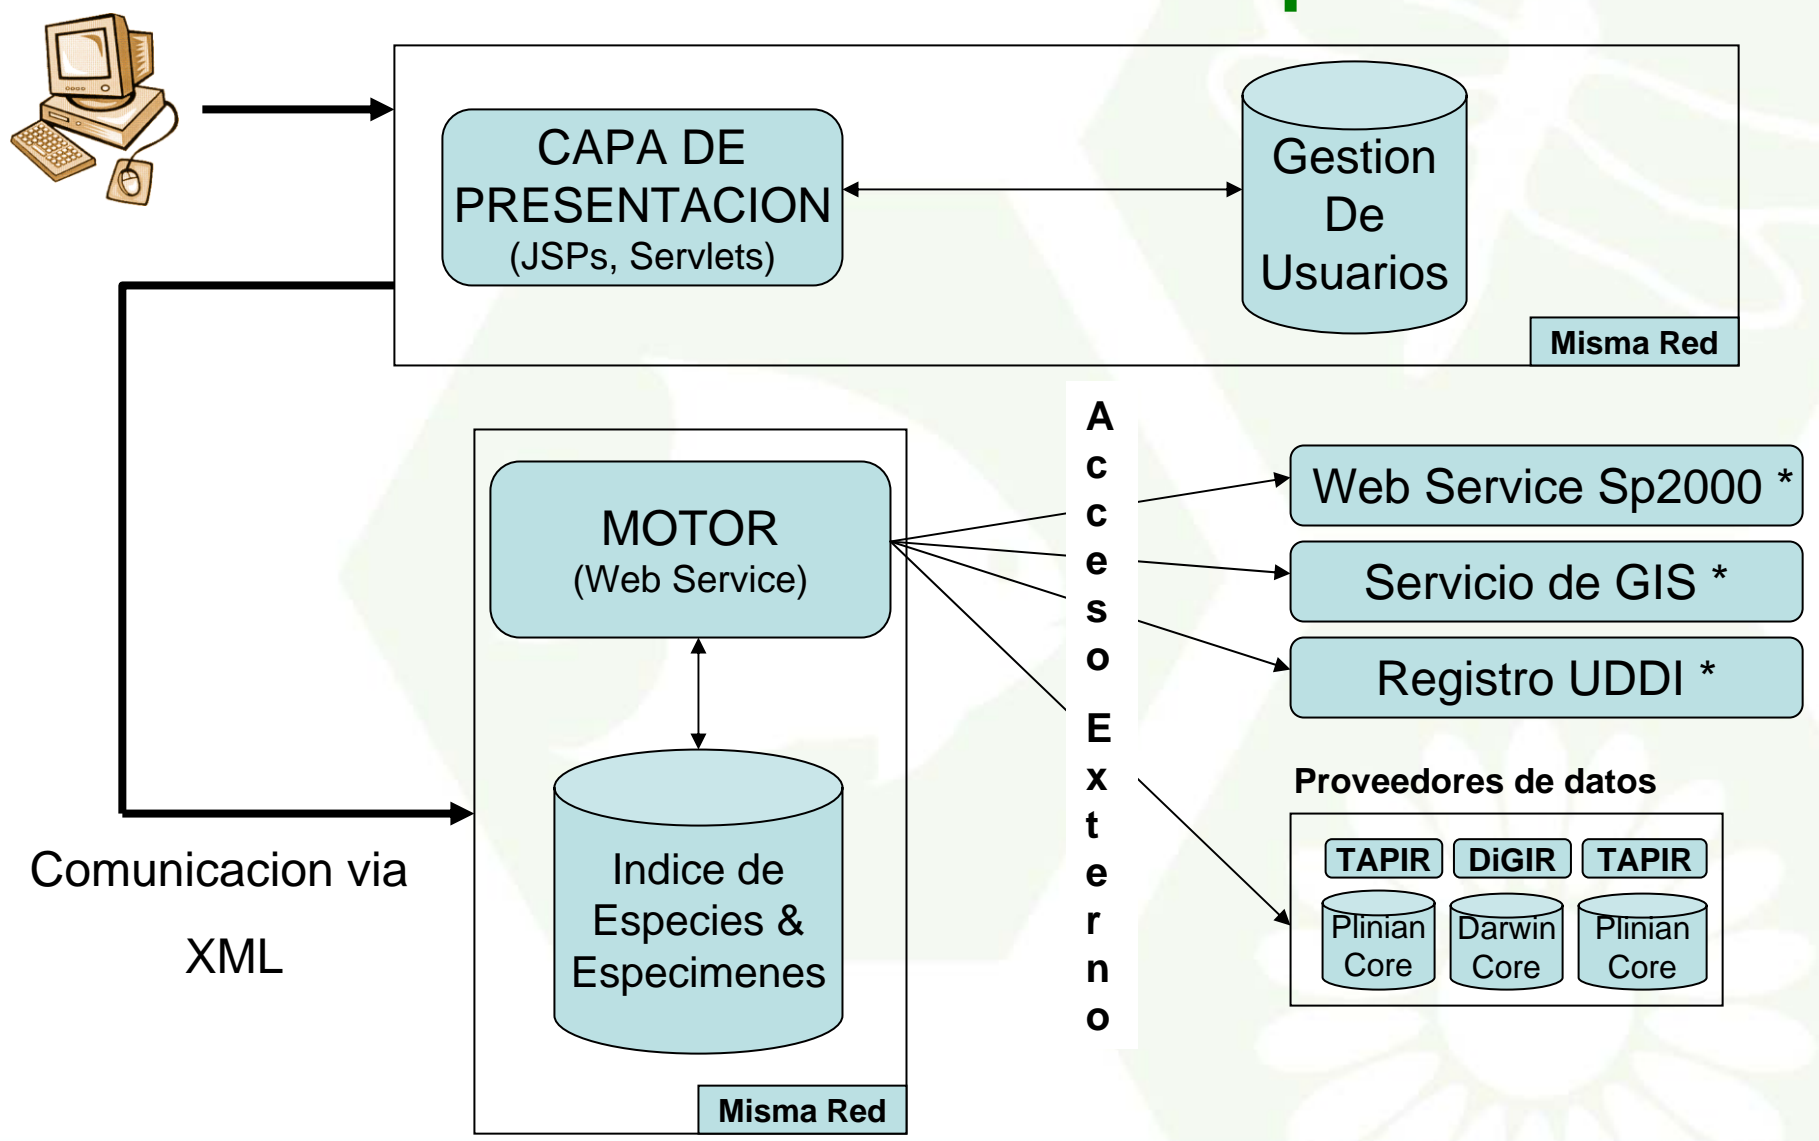 CAPA DE
PRESENTACION
(JSPs, Servlets)
Gestion
De
Usuarios
Misma Red
Acceso Externo
MOTOR
(Web Service)
Indice de
Especies &
Especimenes
Misma Red
Comunicacion via
XML
Web Service Sp2000 *
Servicio de GIS *
Registro UDDI *
Proveedores de datos
TAPIR DiGIR TAPIR
Plinian Darwin Plinian
Core Core Core